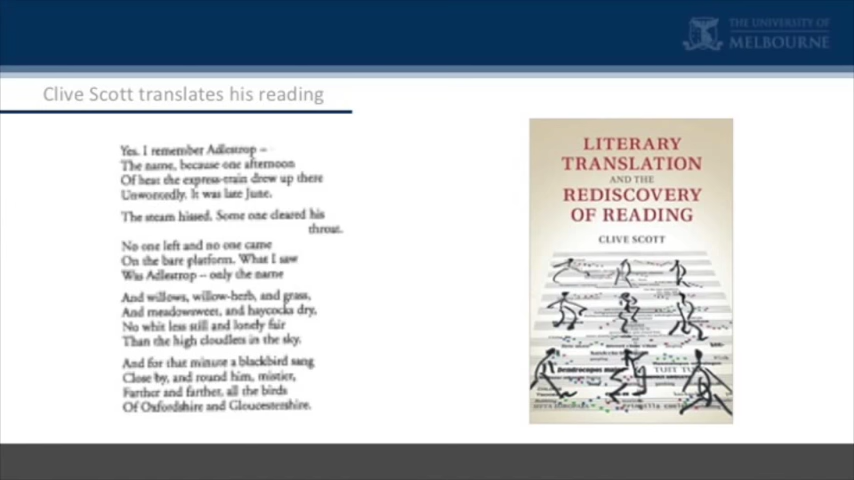 THE UNIVERSITY OF
MELBOURNE
Clive Scott translates his reading
Yes. I remember Adlestrop –
The name, because one afternoon
Of heat the express-train drew up there
Unwontedly. It was late June.
The steam hissed. Some one cleared his
throat.
No one left and no one came
On the bare platform. What I saw
Was Adlestrop – only the name
And willows, willow-herb, and grass,
And meadowsweet, and haycocks dry,
No whit less still and lonely fair
Than the high cloudlets in the sky.
And for that minute a blackbird sang
Close by, and round him, mistier,
Farther and farther, all the birds
Of Oxfordshire and Gloucestershire.
LITERARY
TRANSLATION
AND THE
REDISCOVERY
OF READING
CLIVE SCOTT